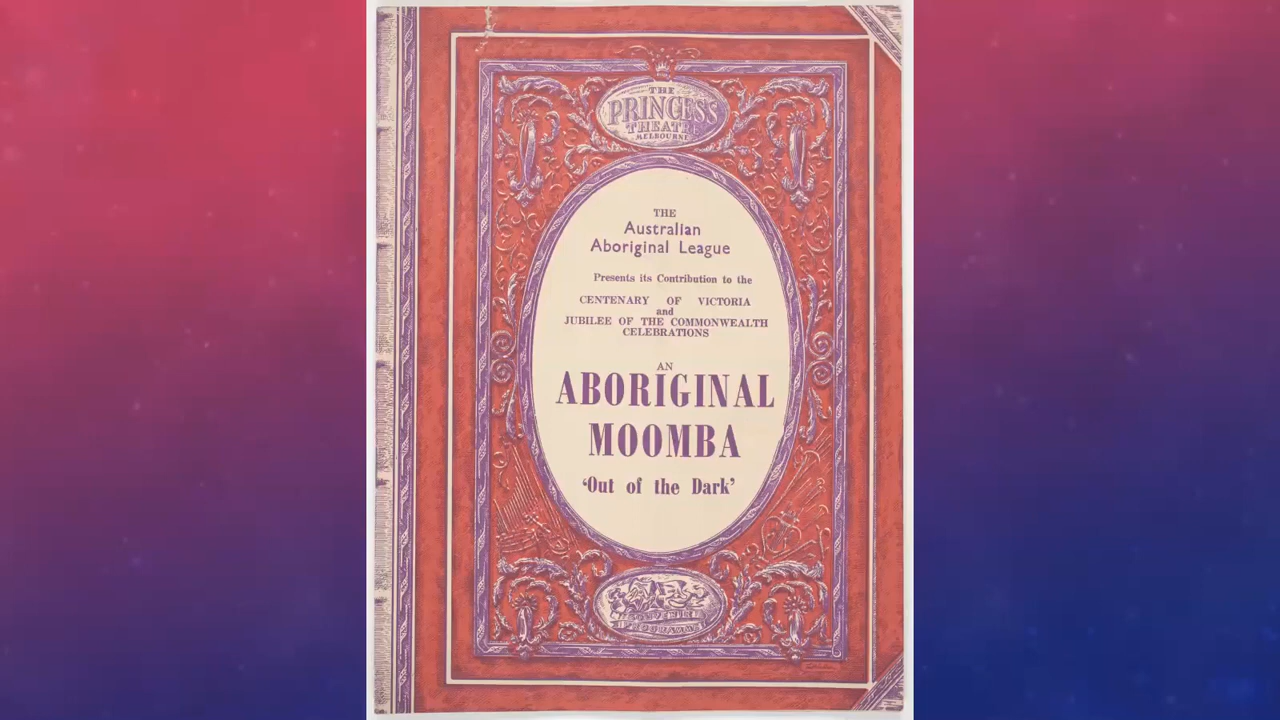 THE
PRINCESS
THEATRE
MELBOURNE
THE
Australian
Aboriginal League
Presents its Contribution to the
CENTENARY OF VICTORIA
and
JUBILEE OF THE COMMONWEALTH
CELEBRATIONS
AN
ABORIGINAL
MOOMBA
‘Out of the Dark’